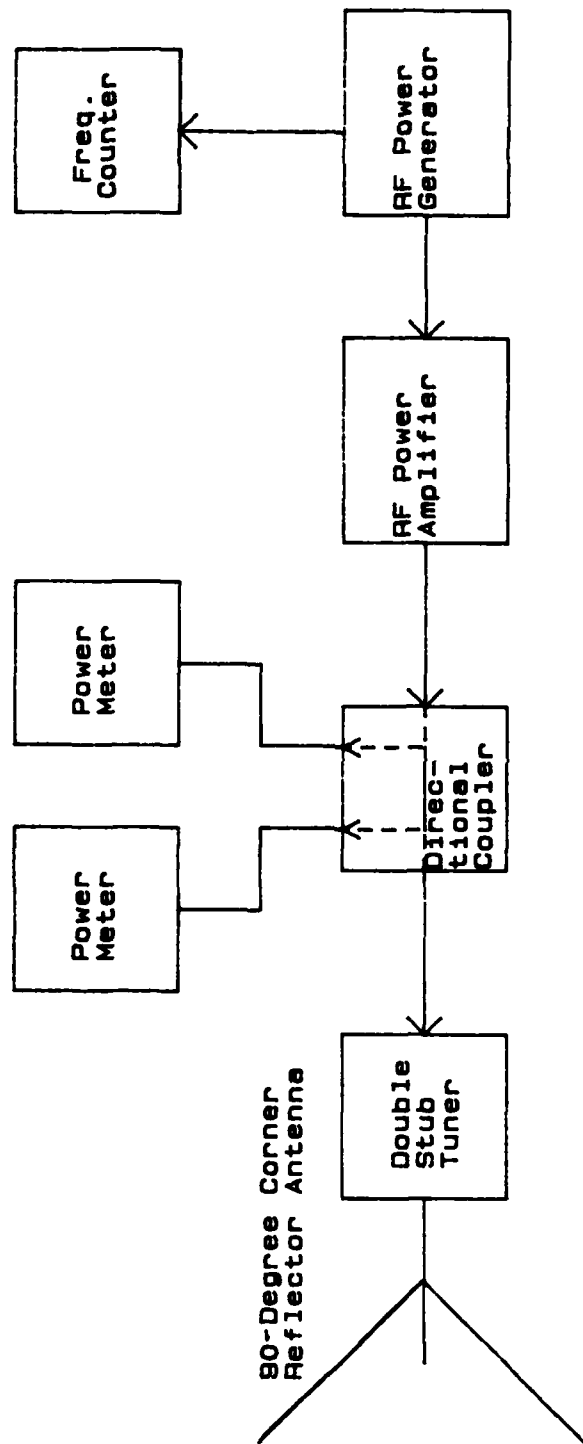 Power
Meter
Power
Meter
Freq.
Counter
90-Degree Corner
Reflector Antenna
Double
Stub
Tuner
Direc-
tional
Coupler
RF Power
Amplifier
RF Power
Generator